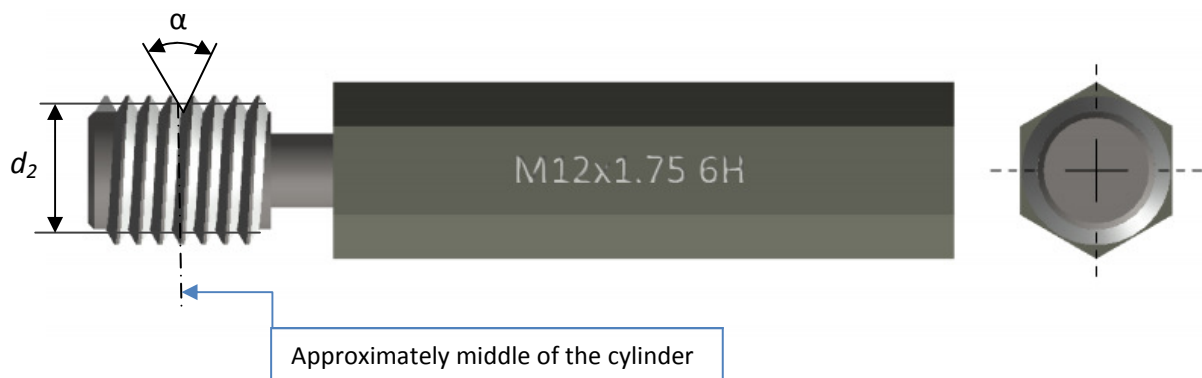 α
d₂
M12x1.75 6H
Approximately middle of the cylinder